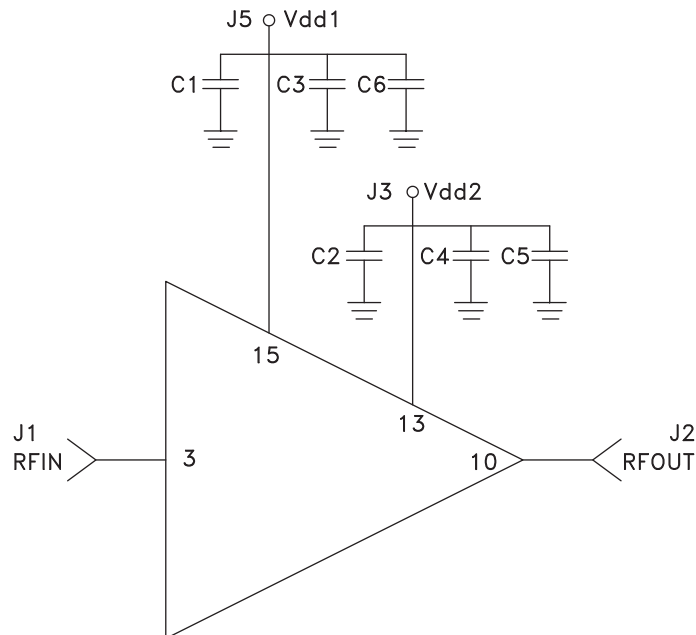 J5 Vdd1
C1 C3 C6
J3 Vdd2
C2 C4 C5
15
13
J1
RFIN
3
10
J2
RFOUT